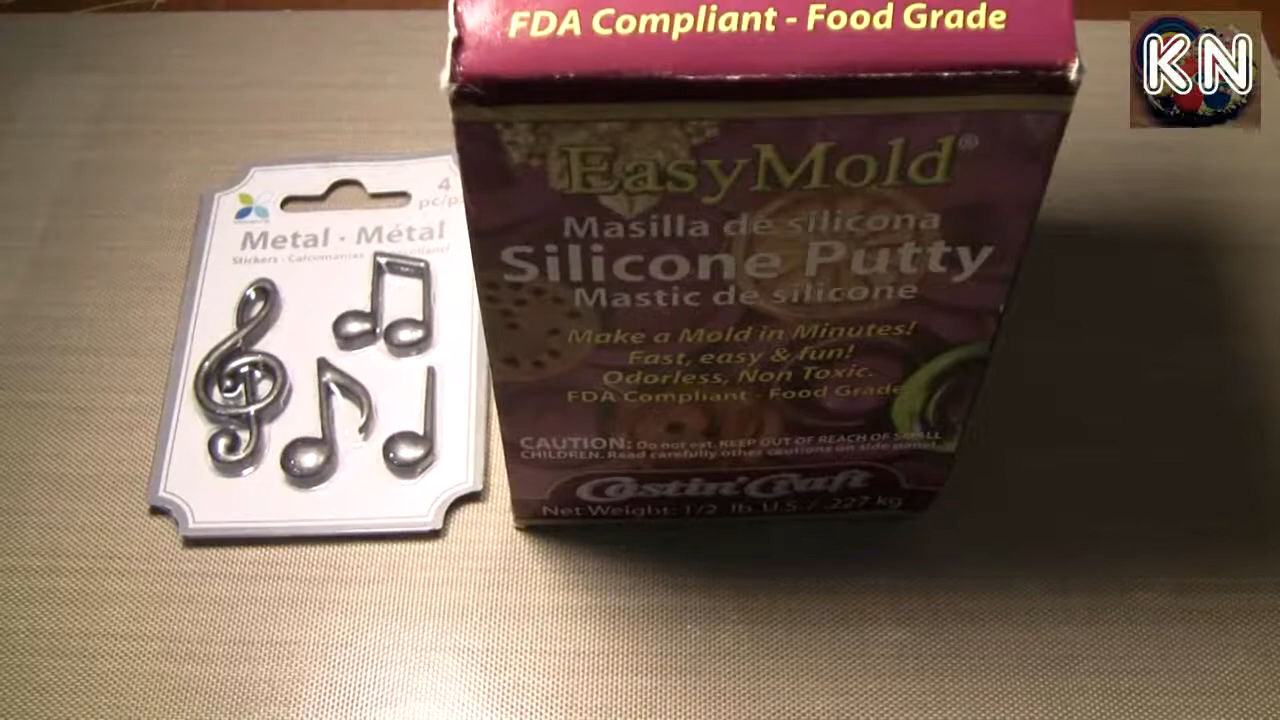 FDA Compliant - Food Grade
KN
EasyMold®
Masilla de silicona
Silicone Putty
Mastic de silicone
Make a Mold in Minutes!
Fast, easy & fun!
Odorless, Non Toxic.
FDA Compliant - Food Grade
CAUTION: Do not eat. KEEP OUT OF REACH OF SMALL
CHILDREN. Read carefully other cautions on side panel.
Castin'Craft
Net Weight: 1/2 lb U.S./ .227 kg
4
pc/p
Metal · Métal
Stickers - Calcomanías